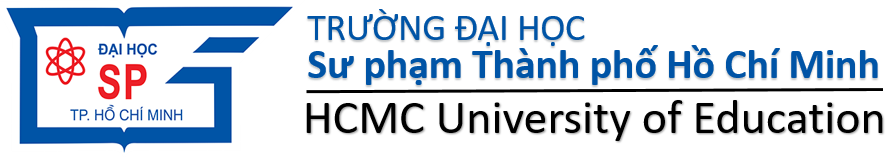 ĐẠI HỌC
SP
TP. HỒ CHÍ MINH
TRƯỜNG ĐẠI HỌC
Sư phạm Thành phố Hồ Chí Minh
HCMC University of Education